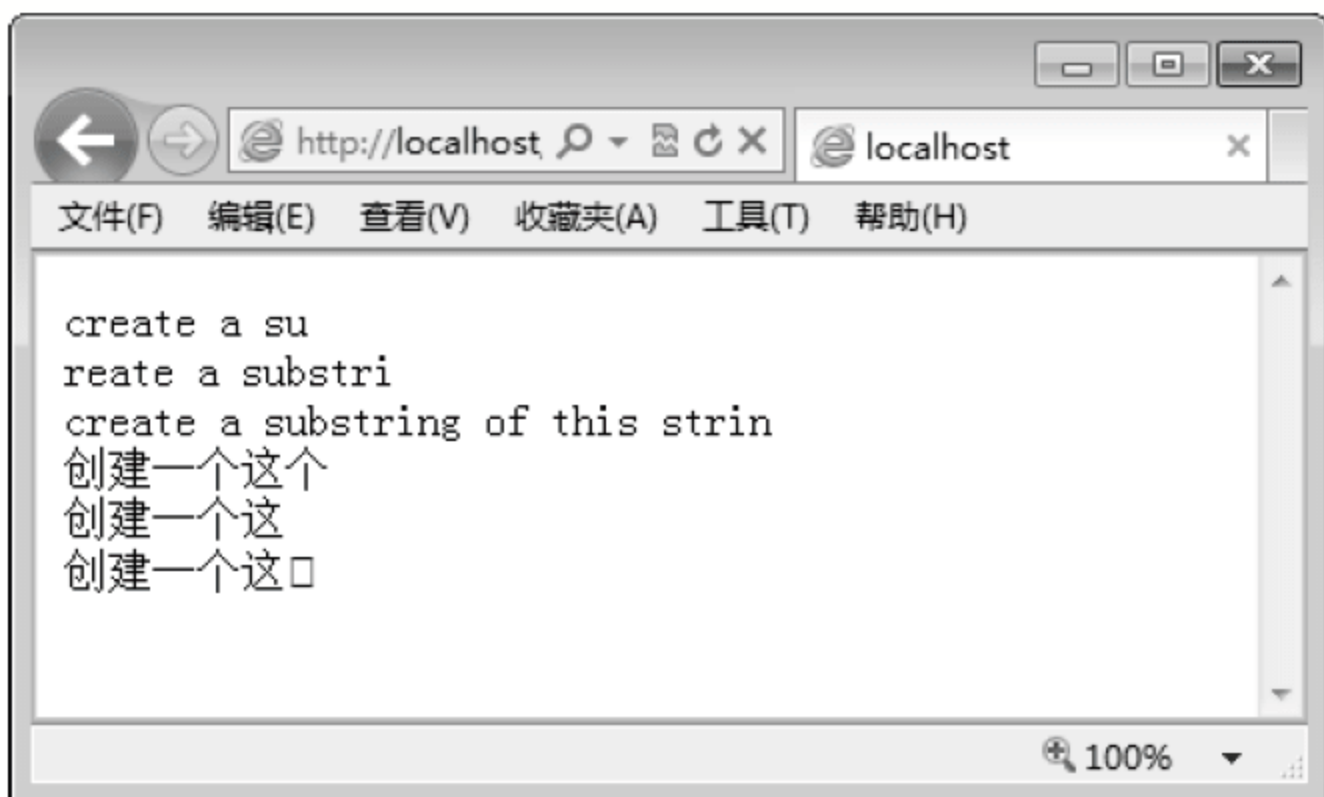 http://localhost
localhost
文件(F) 编辑(E) 查看(V) 收藏夹(A) 工具(T) 帮助(H)
create a su
reate a substri
create a substring of this strin
创建一个这个
创建一个这
创建一个这□
100%